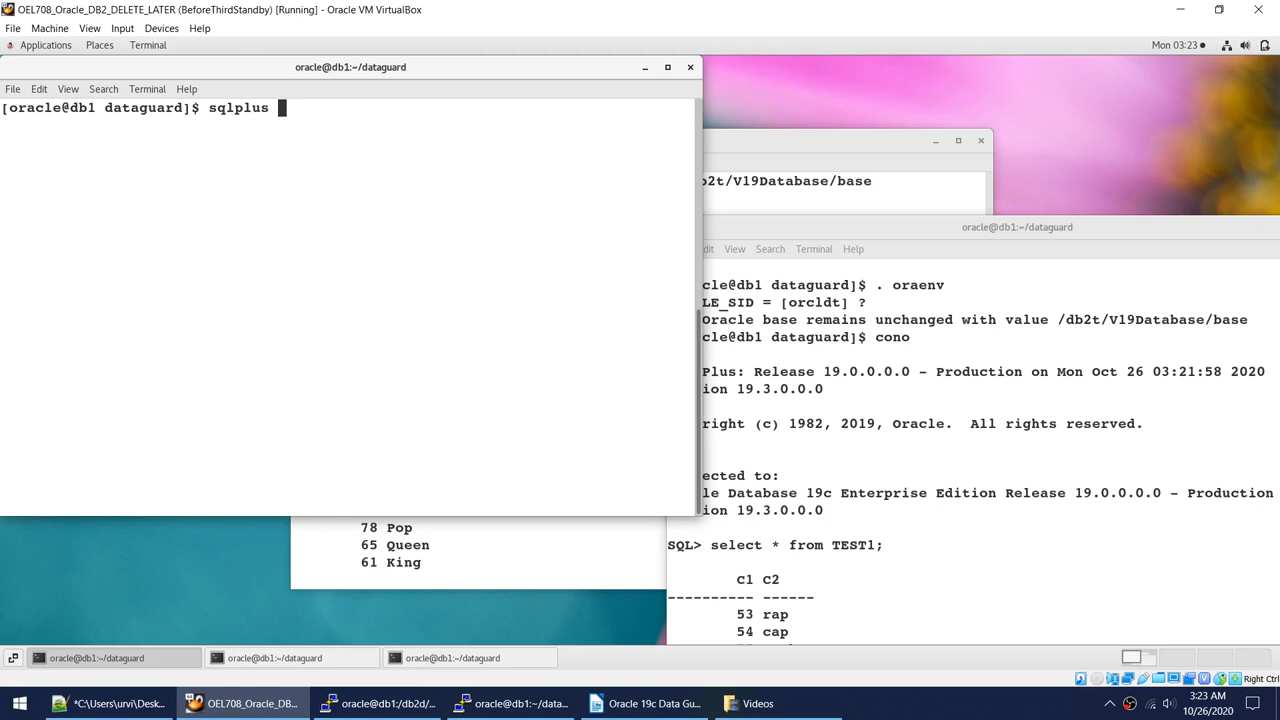 OEL708_Oracle_DB2_DELETE_LATER (BeforeThirdStandby) [Running] - Oracle VM VirtualBox
File Machine View Input Devices Help
Applications Places Terminal Mon 03:23
oracle@db1:~/dataguard
File Edit View Search Terminal Help
[oracle@db1 dataguard]$ sqlplus
b2t/V19Database/base
oracle@db1:~/dataguard
dit View Search Terminal Help
cle@db1 dataguard]$ . oraenv
LE_SID = [orcldt] ?
Oracle base remains unchanged with value /db2t/V19Database/base
cle@db1 dataguard]$ cono
Plus: Release 19.0.0.0.0 - Production on Mon Oct 26 03:21:58 2020
ion 19.3.0.0.0
right (c) 1982, 2019, Oracle. All rights reserved.
ected to:
le Database 19c Enterprise Edition Release 19.0.0.0.0 - Production
ion 19.3.0.0.0
SQL> select * from TEST1;
C1 C2
---------- ------
53 rap
54 cap
78 Pop
65 Queen
61 King
oracle@db1:~/dataguard oracle@db1:~/dataguard oracle@db1:~/dataguard
Right Ctrl
*C:\Users\urvi\Desk... OEL708_Oracle_DB... oracle@db1:/db2d/... oracle@db1:~/data... Oracle 19c Data Gu... Videos
3:23 AM
10/26/2020